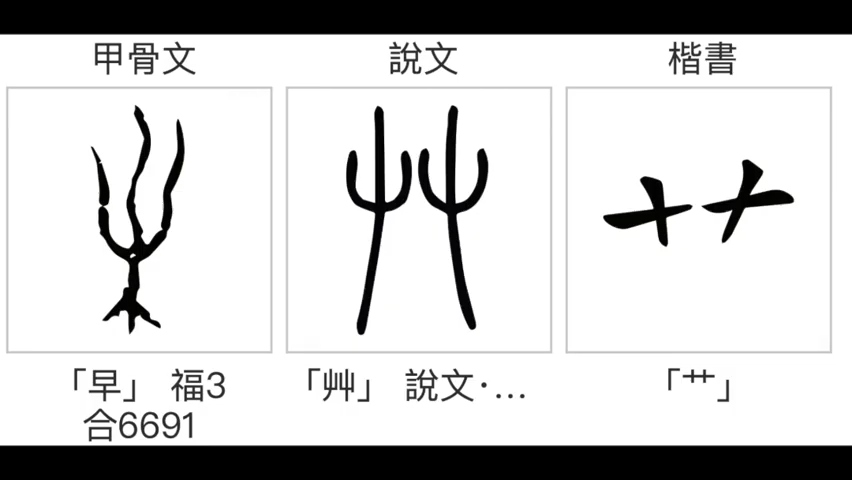 甲骨文
說文
楷書
「早」 福3
合6691
「艸」 說文·...
「艹」